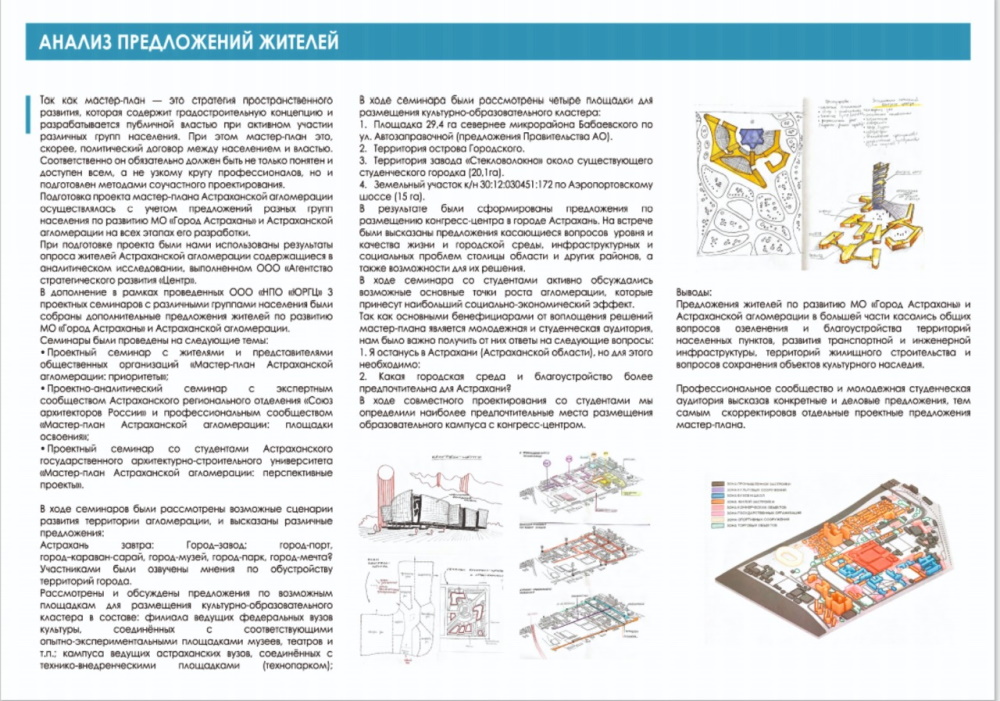 АНАЛИЗ ПРЕДЛОЖЕНИЙ ЖИТЕЛЕЙ
Так как мастер-план — это стратегия пространственного
развития, которая содержит градостроительную концепцию и
разрабатывается публичной властью при активном участии
различных групп населения. При этом мастер-план это,
скорее, политический договор между населением и властью.
Соответственно он обязательно должен быть не только понятен и
доступен всем, а не узкому кругу профессионалов, но и
подготовлен методами соучастного проектирования.
Подготовка проекта мастер-плана Астраханской агломерации
осуществлялась с учетом предложений разных групп
населения по развитию МО «Город Астрахань» и Астраханской
агломерации на всех этапах его разработки.
При подготовке проекта были нами использованы результаты
опроса жителей Астраханской агломерации содержащиеся в
аналитическом исследовании, выполненном ООО «Агентство
стратегического развития «Центр».
В дополнение в рамках проведенных ООО «НПО «ЮРГЦ» 3
проектных семинаров с различными группами населения были
собраны дополнительные предложения жителей по развитию
МО «Город Астрахань» и Астраханской агломерации.
Семинары были проведены на следующие темы:
• Проектный семинар с жителями и представителями
общественных организаций «Мастер-план Астраханской
агломерации: приоритеты»;
• Проектно-аналитический семинар с экспертным
сообществом Астраханского регионального отделения «Союз
архитекторов России» и профессиональным сообществом
«Мастер-план Астраханской агломерации: площадки
освоения»;
• Проектный семинар со студентами Астраханского
государственного архитектурно-строительного университета
«Мастер-план Астраханской агломерации: перспективные
проекты».
В ходе семинаров были рассмотрены возможные сценарии
развития территории агломерации, и высказаны различные
предложения:
Астрахань завтра: Город–завод; город-порт,
город–караван-сарай, город-музей, город-парк, город-мечта?
Участниками были озвучены мнения по обустройству
территорий города.
Рассмотрены и обсуждены предложения по возможным
площадкам для размещения культурно-образовательного
кластера в составе: филиала ведущих федеральных вузов
культуры, соединённых с соответствующими
опытно-экспериментальными площадками музеев, театров и
т.п.; кампуса ведущих астраханских вузов, соединённых с
технико-внедренческими площадками (технопарком);
В ходе семинара были рассмотрены четыре площадки для
размещения культурно-образовательного кластера:
1. Площадка 29,4 га севернее микрорайона Бабаевского по
ул. Автозаправочной (предложения Правительства АО).
2. Территория острова Городского.
3. Территория завода «Стекловолокно» около существующего
студенческого городка (20,1га).
4. Земельный участок к/н 30:12:030451:172 по Аэропортовскому
шоссе (15 га).
В результате были сформированы предложения по
размещению конгресс-центра в городе Астрахань. На встрече
были высказаны предложения касающиеся вопросов уровня и
качества жизни и городской среды, инфраструктурных и
социальных проблем столицы области и других районов, а
также возможности для их решения.
В ходе семинара со студентами активно обсуждались
возможные основные точки роста агломерации, которые
принесут наибольший социально-экономический эффект.
Так как основными бенефициарами от воплощения решений
мастер-плана является молодежная и студенческая аудитория,
нам было важно получить от них ответы на следующие вопросы:
1. Я останусь в Астрахани (Астраханской области), но для этого
необходимо:
2. Какая городская среда и благоустройство более
предпочтительна для Астрахани?
В ходе совместного проектирования со студентами мы
определили наиболее предпочтительные места размещения
образовательного кампуса с конгресс-центром.
Выводы:
Предложения жителей по развитию МО «Город Астрахань» и
Астраханской агломерации в большей части касались общих
вопросов озеленения и благоустройства территорий
населенных пунктов, развития транспортной и инженерной
инфраструктуры, территорий жилищного строительства и
вопросов сохранения объектов культурного наследия.
Профессиональное сообщество и молодежная студенческая
аудитория высказав конкретные и деловые предложения, тем
самым скорректировав отдельные проектные предложения
мастер-плана.